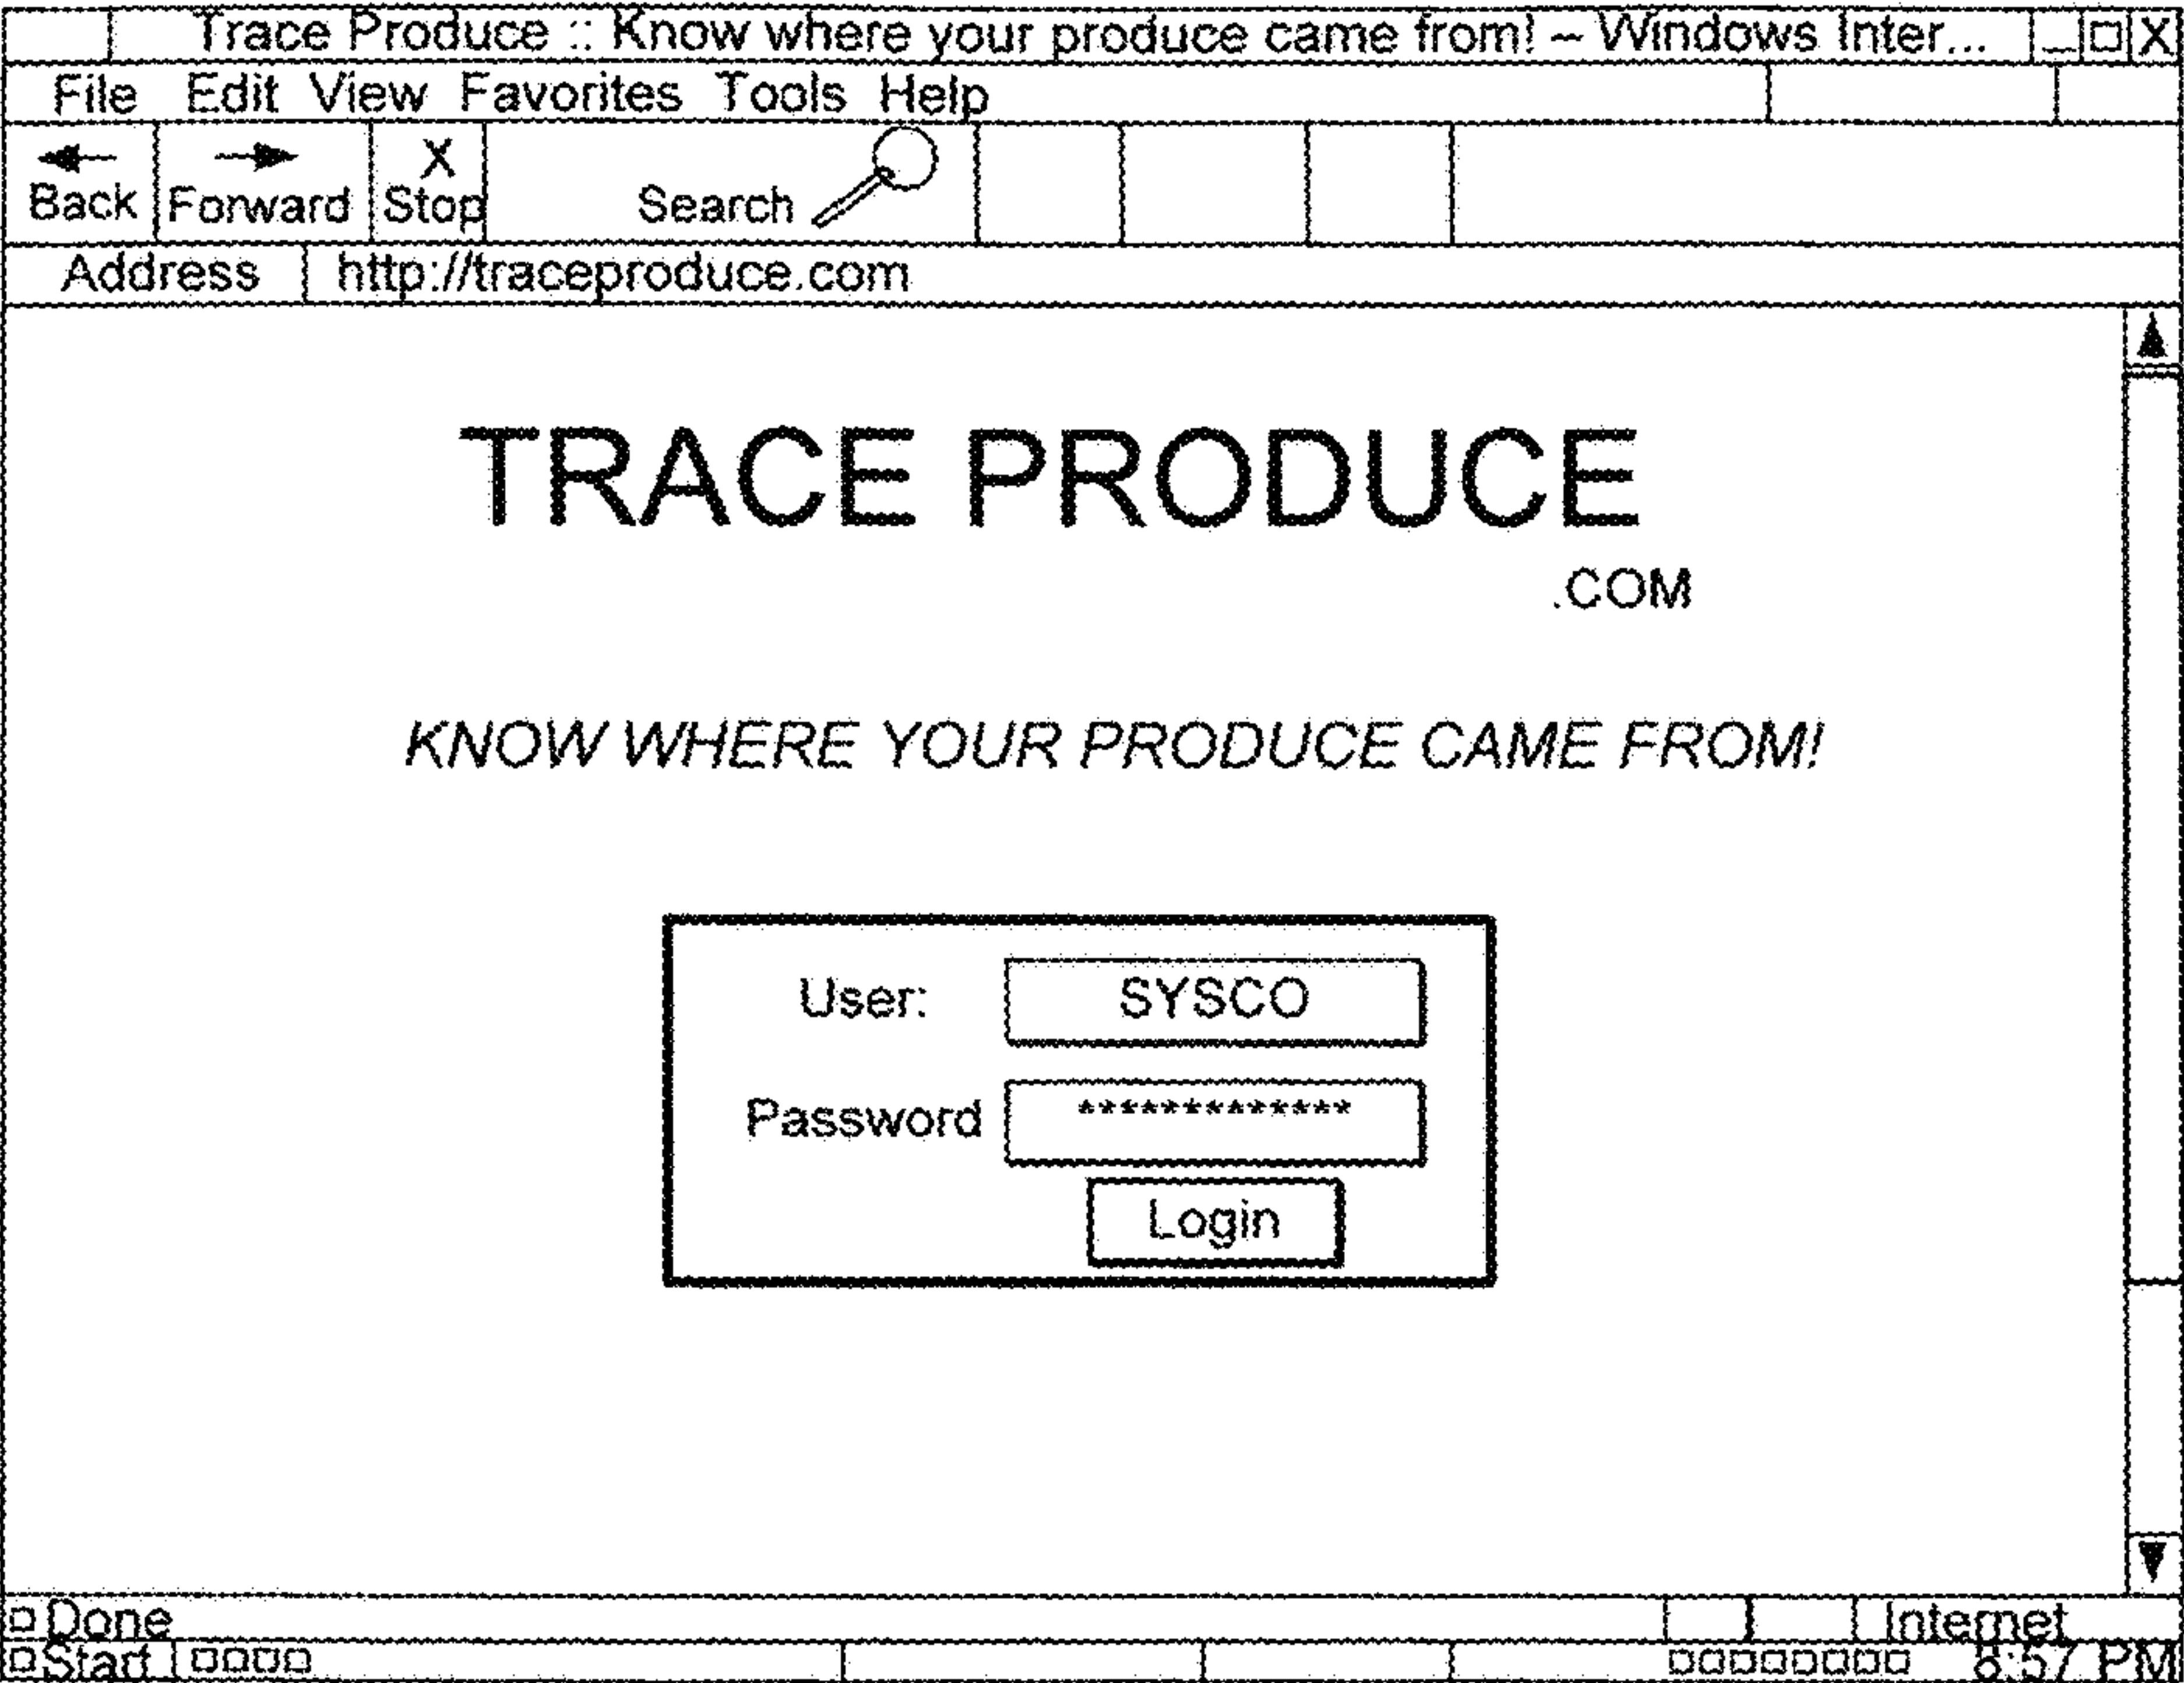 Trace Produce :: Know where your produce came from! – Windows Inter... _ □ X
File Edit View Favorites Tools Help
Back Forward X Stop Search
Address http://traceproduce.com
TRACE PRODUCE
.COM
KNOW WHERE YOUR PRODUCE CAME FROM!
User: SYSCO
Password *************
Login
Done Internet
Start 8:57 PM